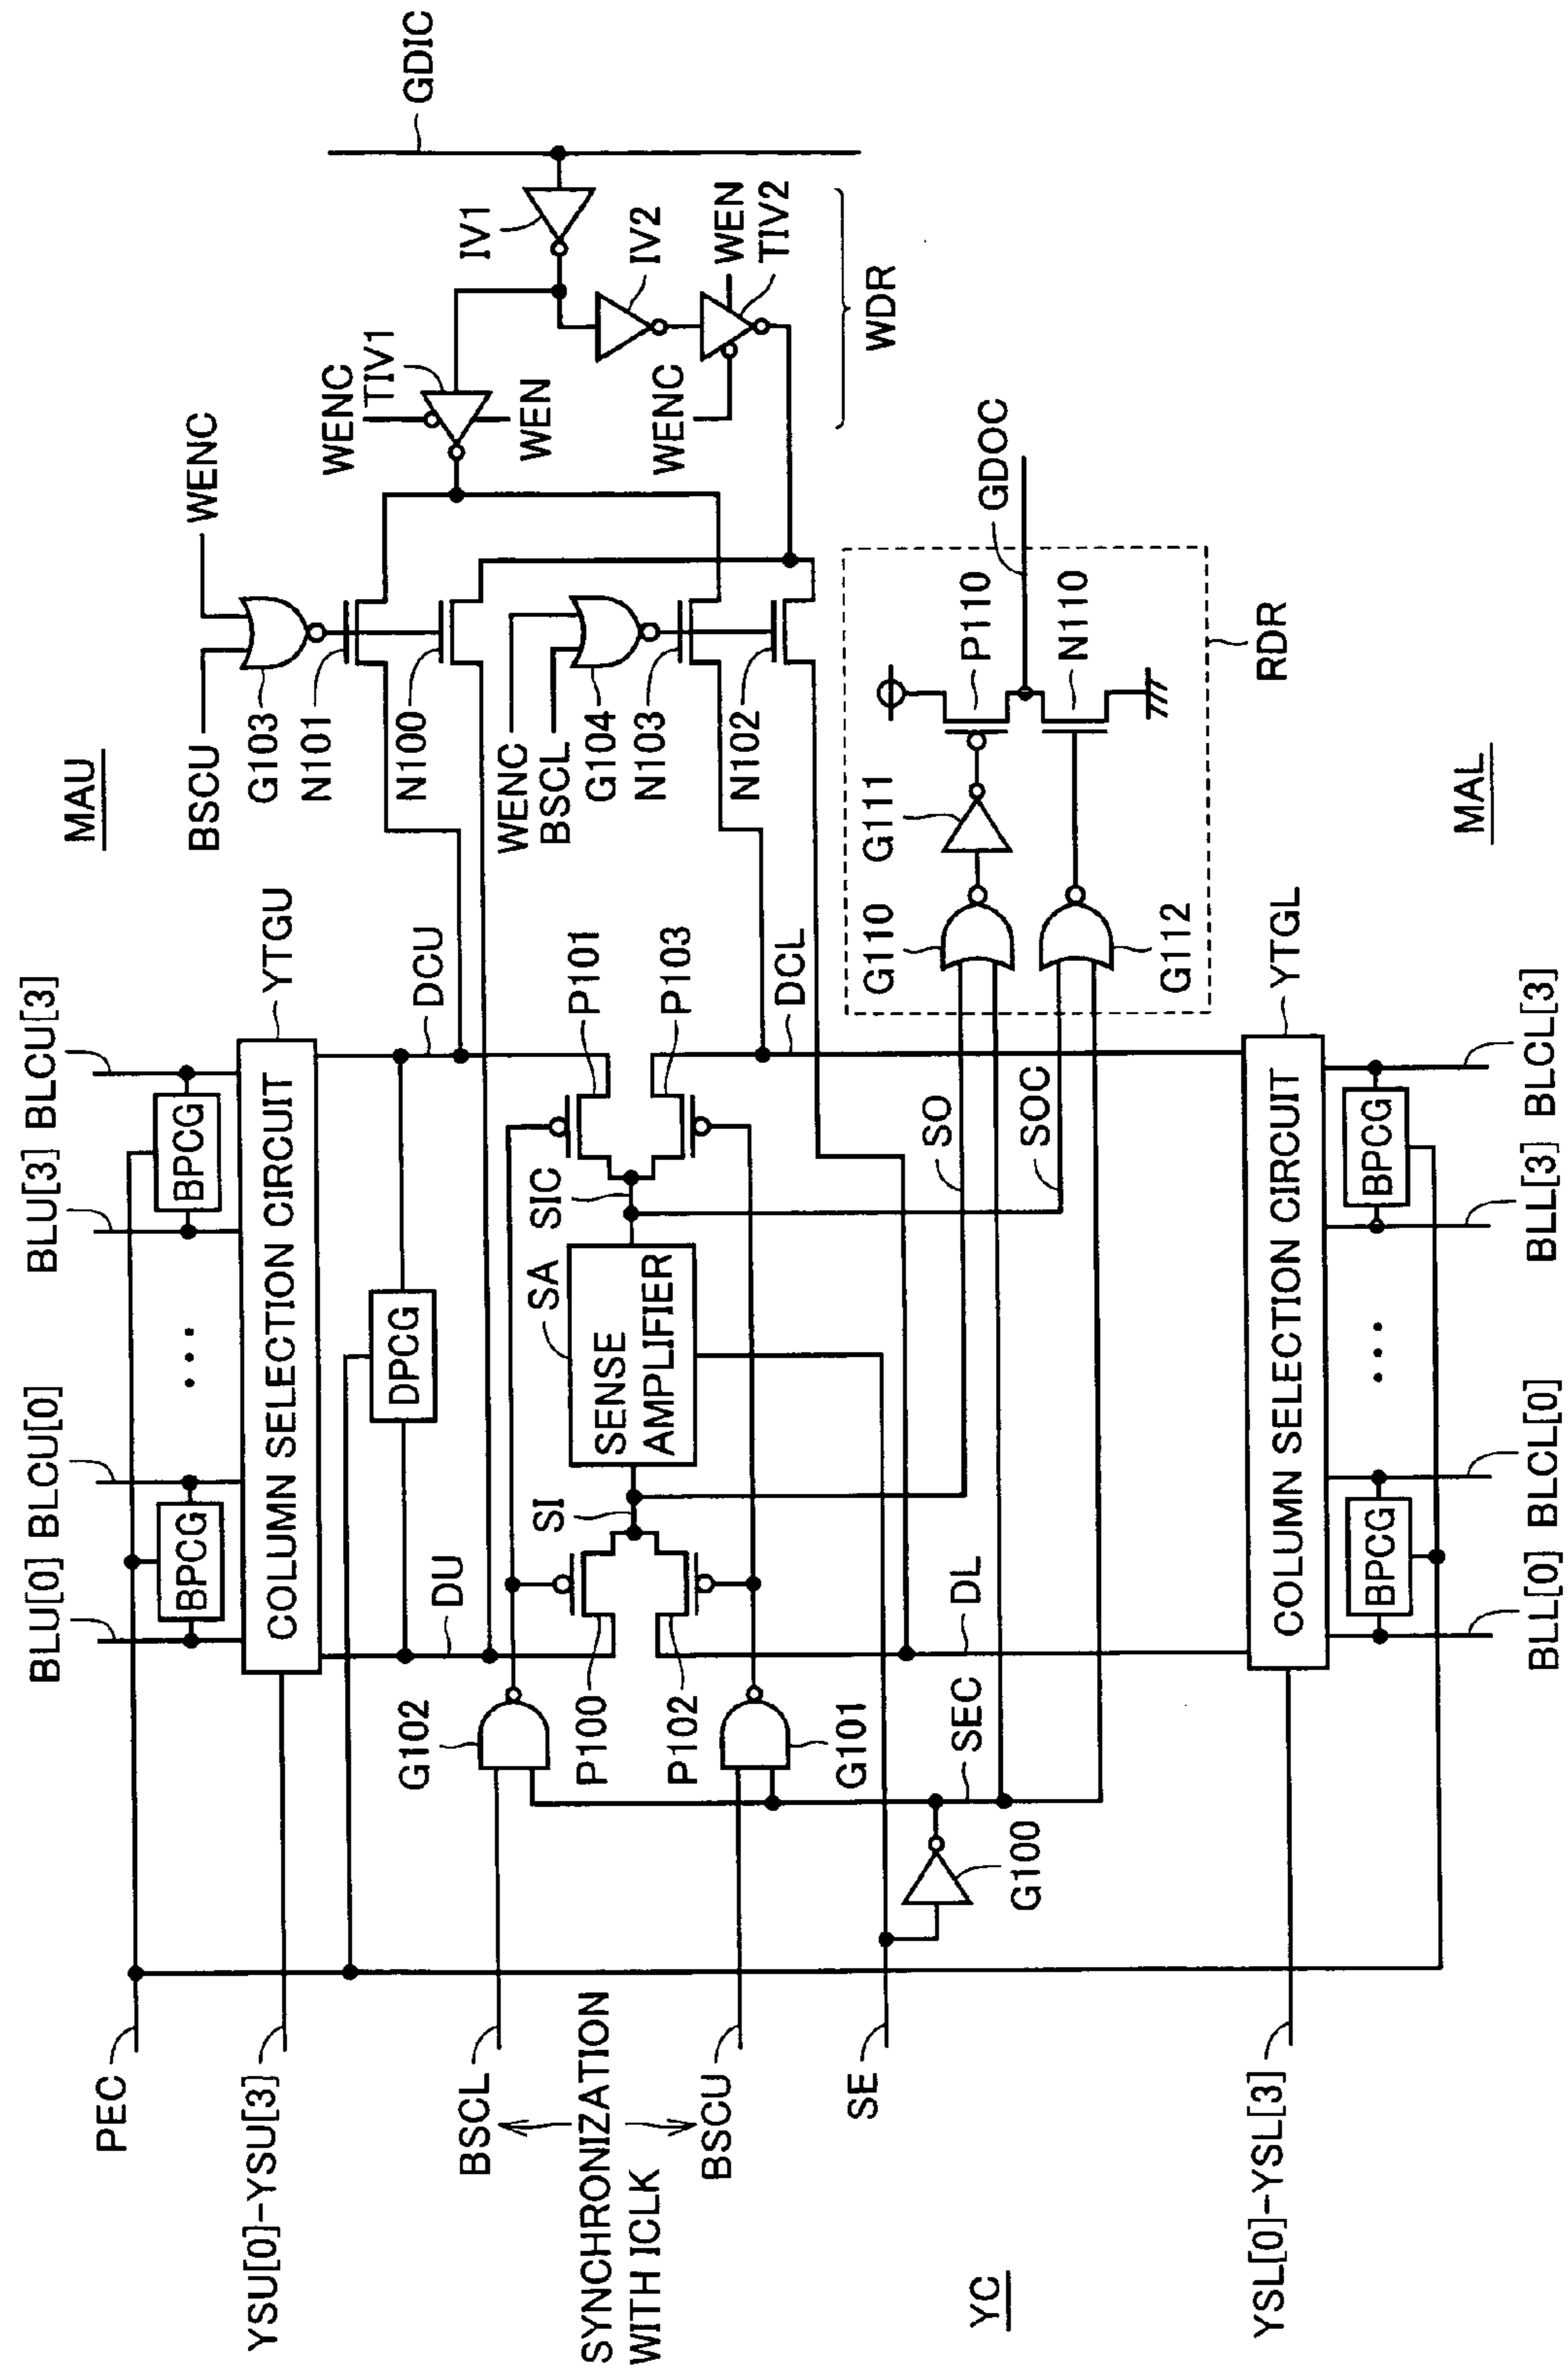 MAU
MAL
YC
BLU[0]
BLCU[0]
BLU[3]
BLCU[3]
BPCG
BPCG
...
PEC
COLUMN SELECTION CIRCUIT
YTGU
YSU[0]-YSU[3]
DPCG
DU
DCU
BSCL
SYNCHRONIZATION
WITH ICLK
BSCU
SE
G102
G101
G100
SEC
P100
P102
SI
SENSE
AMPLIFIER
SA
SIC
P101
P103
DL
DCL
SO
SOC
BSCU
WENC
G103
N101
N100
WENC
BSCL
G104
N103
N102
WENC
TIV1
WEN
IV1
IV2
WENC
WEN
TIV2
WDR
GDIC
G110
G111
G112
P110
N110
GDOC
RDR
COLUMN SELECTION CIRCUIT
YTGL
YSL[0]-YSL[3]
BPCG
BPCG
...
BLL[0]
BLCL[0]
BLL[3]
BLCL[3]